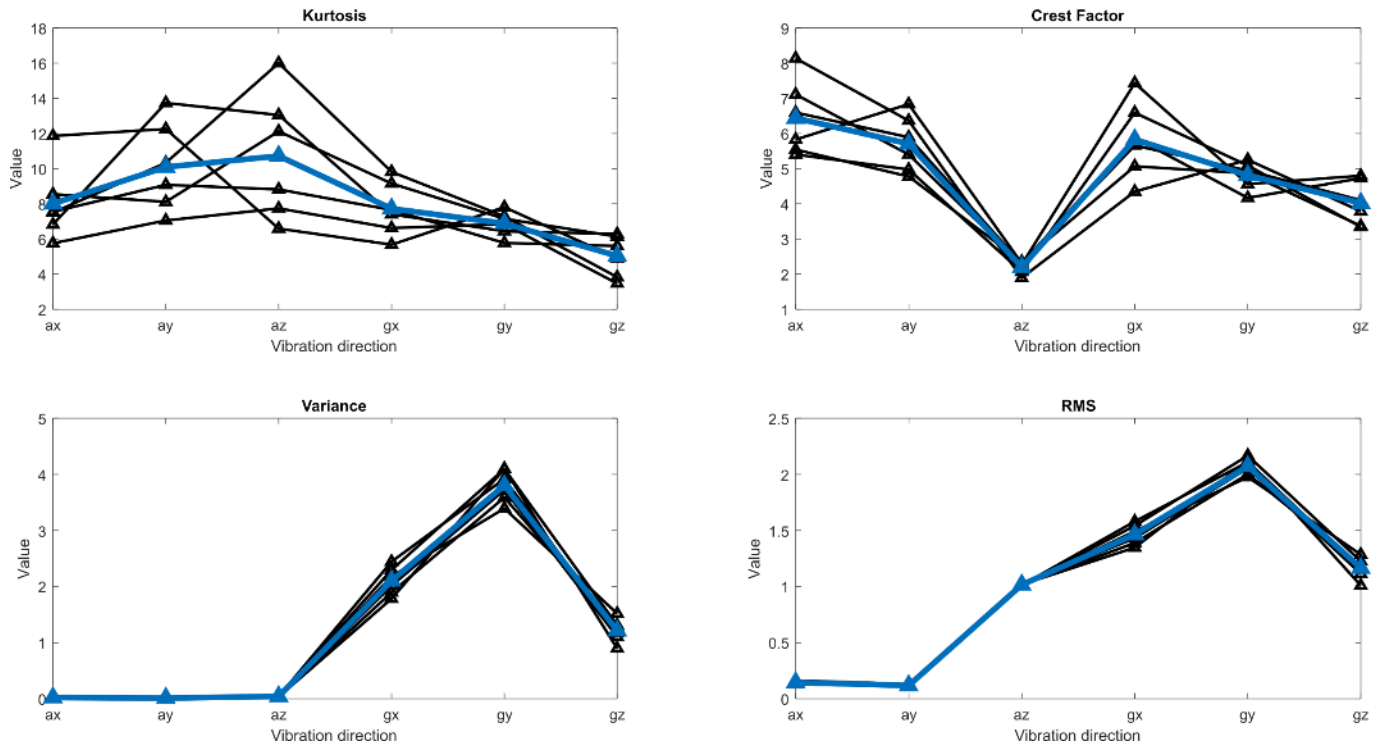 Kurtosis
18
16
14
12
10
8
6
4
2
Value
ax ay az gx gy gz
Vibration direction
Crest Factor
9
8
7
6
5
4
3
2
1
Value
ax ay az gx gy gz
Vibration direction
Variance
5
4
3
2
1
0
Value
ax ay az gx gy gz
Vibration direction
RMS
2.5
2
1.5
1
0.5
0
Value
ax ay az gx gy gz
Vibration direction